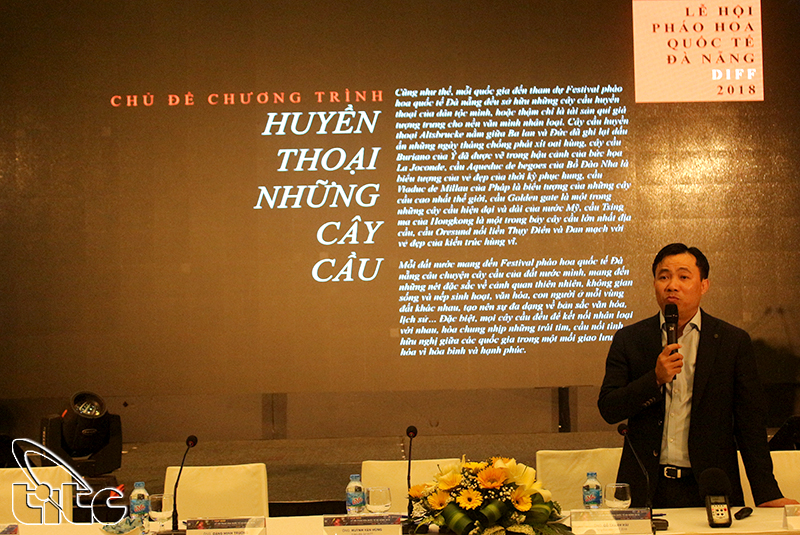 LỄ HỘI
PHÁO HOA
QUỐC TẾ
ĐÀ NẴNG
DIFF
2018
CHỦ ĐỀ CHƯƠNG TRÌNH
HUYỀN
THOẠI
NHỮNG
CÂY
CẦU
Cũng như thế, mỗi quốc gia đến tham dự Festival pháo
hoa quốc tế Đà nẵng đều sở hữu những cây cầu huyền
thoại của dân tộc mình, hoặc thậm chí là tài sản quí giá
tượng trưng cho nền văn minh nhân loại. Cây cầu huyền
thoại Altsbrucke nằm giữa Ba lan và Đức đã ghi lại dấu
ấn những ngày tháng chống phát xít oai hùng, cây cầu
Buriano của Ý đã được vẽ trong hậu cảnh của bức họa
La Joconde, cầu Aqueduc de begoes của Bồ Đào Nha là
biểu tượng của vẻ đẹp của thời kỳ phục hưng, cầu
Viaduc de Millau của Pháp là biểu tượng của những cây
cầu cao nhất thế giới, cầu Golden gate là một trong
những cây cầu hiện đại và dài của nước Mỹ, cầu Tsing
ma của Hongkong là một trong bảy cây cầu lớn nhất địa
cầu, cầu Oresund nối liền Thụy Điển và Đan mạch với
vẻ đẹp của kiến trúc hùng vĩ.
Mỗi đất nước mang đến Festival pháo hoa quốc tế Đà
nẵng câu chuyện cây cầu của đất nước mình, mang đến
những nét đặc sắc về cảnh quan thiên nhiên, không gian
sống và nếp sinh hoạt, văn hóa, con người ở mỗi vùng
đất khác nhau, tạo nên sự đa dạng về bản sắc văn hóa,
lịch sử... Đặc biệt, mọi cây cầu đều để kết nối nhân loại
với nhau, hòa chung nhịp những trái tim, cầu nối tình
hữu nghị giữa các quốc gia trong một mối giao lưu
hòa vì hòa bình và hạnh phúc.
titc